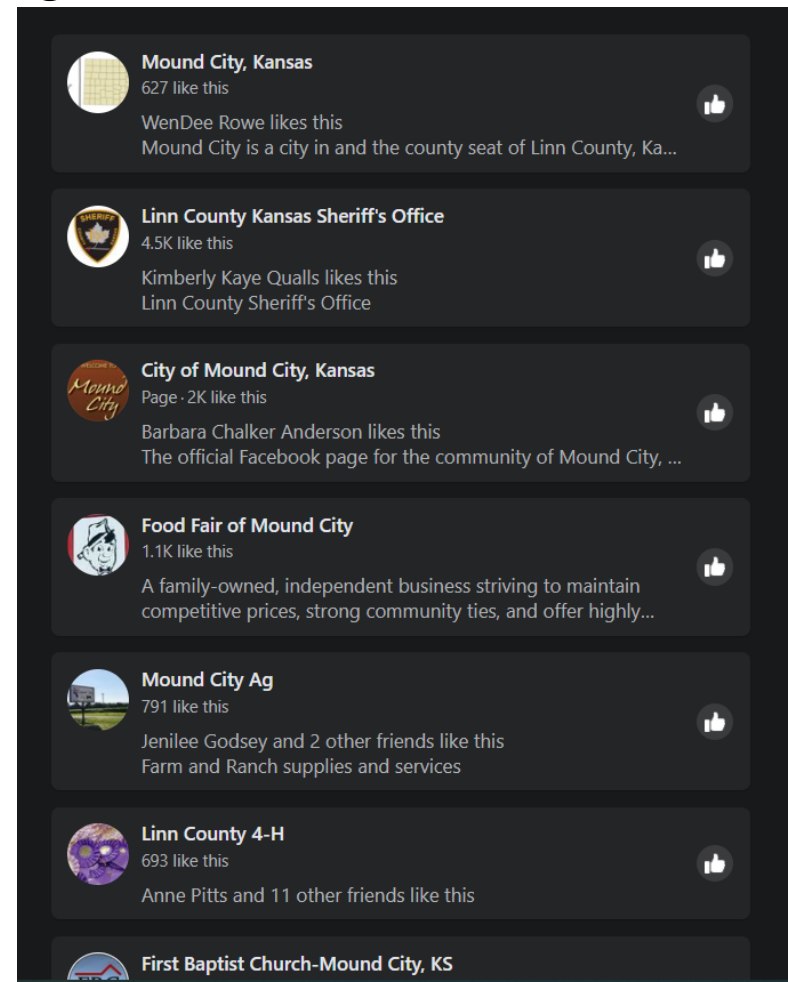 Mound City, Kansas
627 like this
WenDee Rowe likes this
Mound City is a city in and the county seat of Linn County, Ka...
SHERIFF
Linn County Kansas Sheriff's Office
4.5K like this
Kimberly Kaye Qualls likes this
Linn County Sheriff's Office
WELCOME TO
Mound
City
City of Mound City, Kansas
Page · 2K like this
Barbara Chalker Anderson likes this
The official Facebook page for the community of Mound City, ...
Food Fair of Mound City
1.1K like this
A family-owned, independent business striving to maintain
competitive prices, strong community ties, and offer highly...
Mound City Ag
791 like this
Jenilee Godsey and 2 other friends like this
Farm and Ranch supplies and services
Linn County 4-H
693 like this
Anne Pitts and 11 other friends like this
First Baptist Church-Mound City, KS